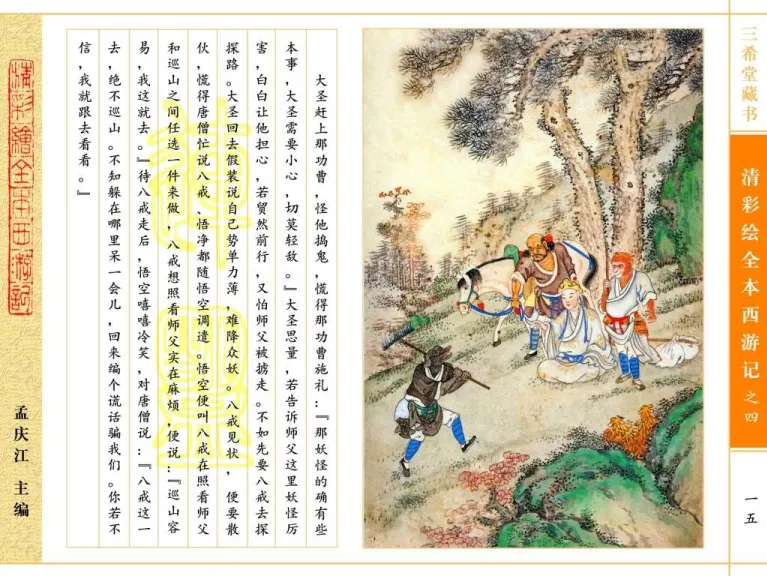 三希堂藏书
清彩绘全本西游记之四
一五
大圣赶上那功曹，怪他捣鬼，慌得那功曹施礼：『那妖怪的确有些
本事，大圣需要小心，切莫轻敌。』大圣思量，若告诉师父这里妖怪厉
害，白白让他担心，若贸然前行，又怕师父被掳走。不如先要八戒去探
探路。大圣回去假装说自己势单力薄，难降众妖。八戒见状，便要散
伙，慌得唐僧忙说八戒、悟净都随悟空调遣。悟空便叫八戒在照看师父
和巡山之间任选一件来做，八戒想照看师父实在麻烦，便说：『巡山容
易，我这就去。』待八戒走后，悟空嘻嘻冷笑，对唐僧说：『八戒这一
去，绝不巡山。不知躲在哪里呆一会儿，回来编个谎话骗我们。你若不
信，我就跟去看看。』
清彩绘全本西游记
孟庆江 主编